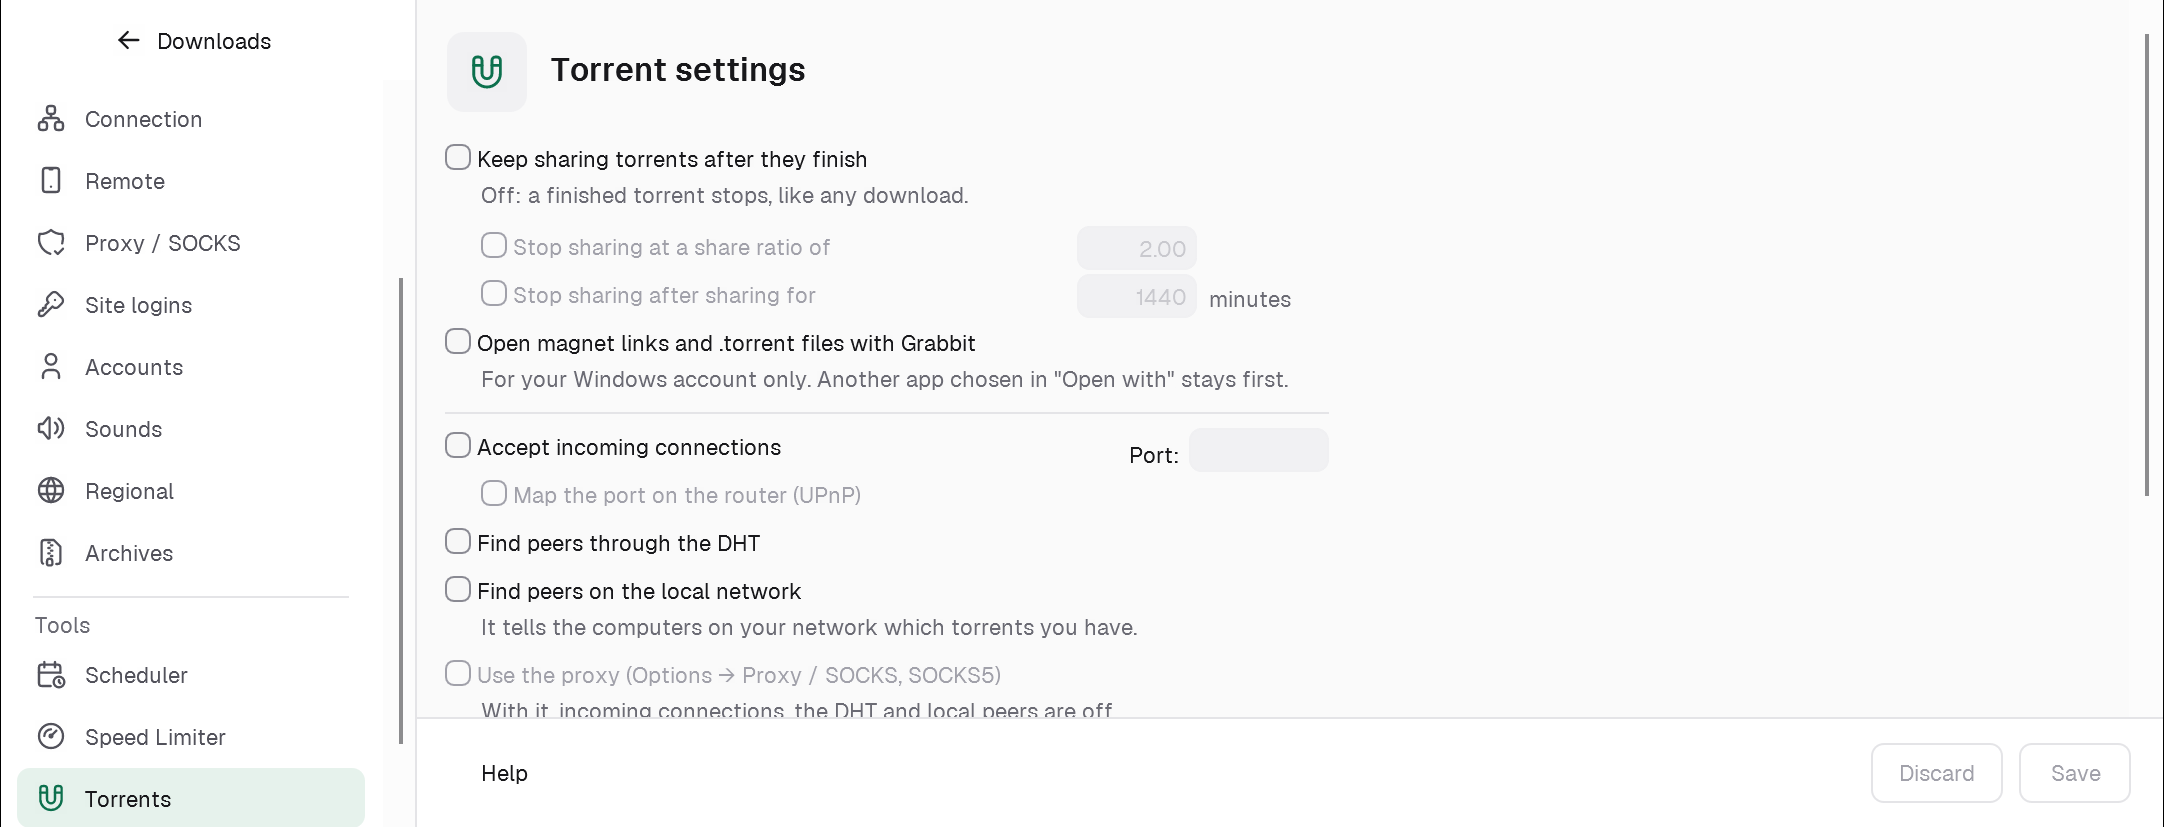 Downloads
Connection
Remote
Proxy / SOCKS
Site logins
Accounts
Sounds
Regional
Archives
Tools
Scheduler
Speed Limiter
Torrents
Torrent settings
Keep sharing torrents after they finish
Off: a finished torrent stops, like any download.
Stop sharing at a share ratio of 2.00
Stop sharing after sharing for 1440 minutes
Open magnet links and .torrent files with Grabbit
For your Windows account only. Another app chosen in "Open with" stays first.
Accept incoming connections Port:
Map the port on the router (UPnP)
Find peers through the DHT
Find peers on the local network
It tells the computers on your network which torrents you have.
Use the proxy (Options → Proxy / SOCKS, SOCKS5)
With it, incoming connections, the DHT and local peers are off
Help
Discard
Save